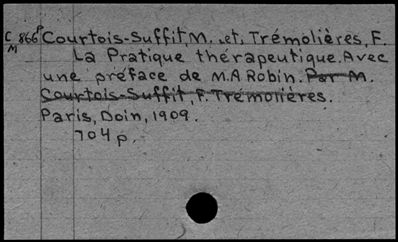 C 866P Courtois-Suffit, M. et, Trémolières, F.
M
La Pratique thérapeutique. Avec
une préface de M.A Robin. Par M.
Courtois-Suffit, F. Trémolières.
Paris, Doin, 1909.
704 p.